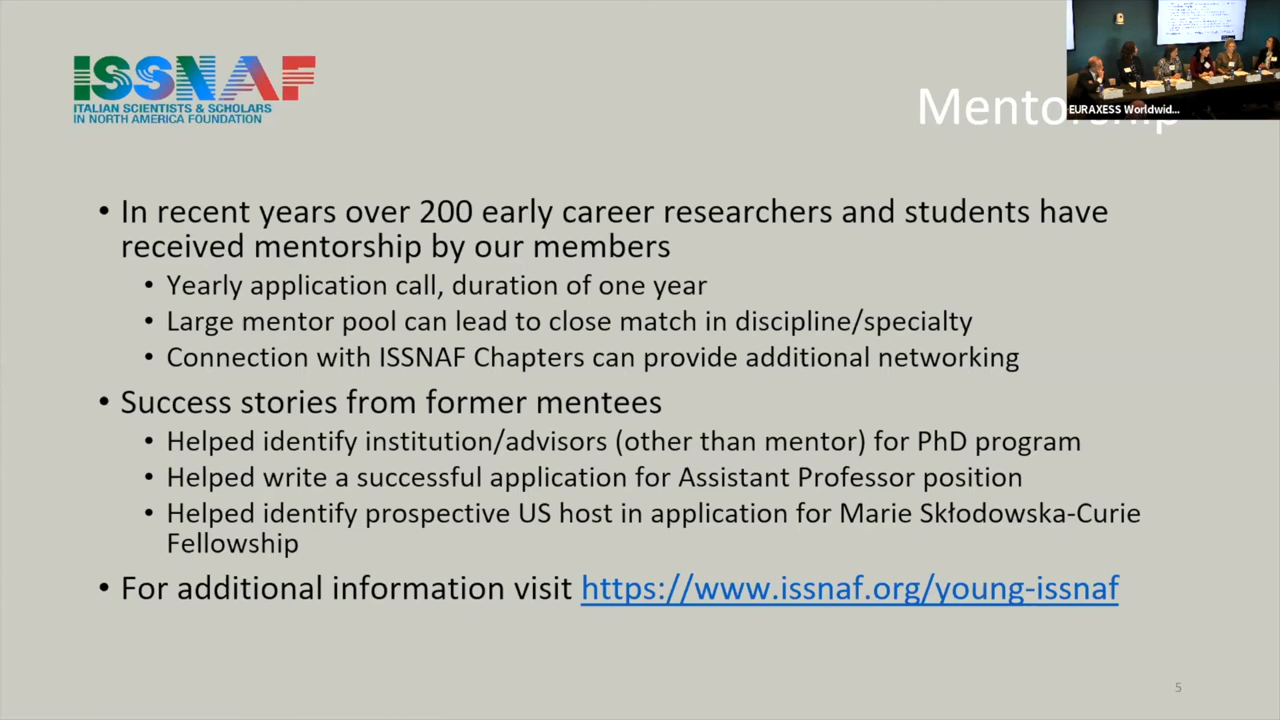 ISSNAF
ITALIAN SCIENTISTS & SCHOLARS
IN NORTH AMERICA FOUNDATION
Mentorship
EURAXESS Worldwid...
• In recent years over 200 early career researchers and students have
received mentorship by our members
• Yearly application call, duration of one year
• Large mentor pool can lead to close match in discipline/specialty
• Connection with ISSNAF Chapters can provide additional networking
• Success stories from former mentees
• Helped identify institution/advisors (other than mentor) for PhD program
• Helped write a successful application for Assistant Professor position
• Helped identify prospective US host in application for Marie Skłodowska-Curie
Fellowship
• For additional information visit https://www.issnaf.org/young-issnaf
5